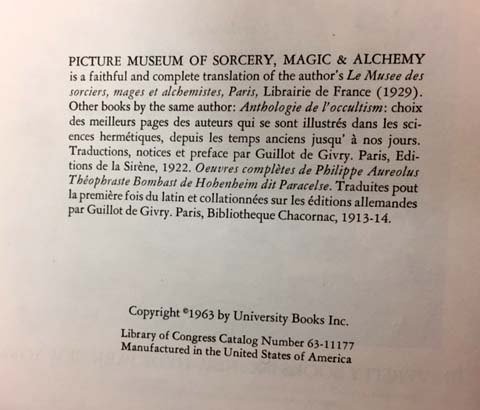 PICTURE MUSEUM OF SORCERY, MAGIC & ALCHEMY
is a faithful and complete translation of the author's Le Musee des
sorciers, mages et alchemistes, Paris, Librairie de France (1929).
Other books by the same author: Anthologie de l'occultism: choix
des meilleurs pages des auteurs qui se sont illustrés dans les sci-
ences hermétiques, depuis les temps anciens jusqu' à nos jours.
Traductions, notices et preface par Guillot de Givry. Paris, Edi-
tions de la Sirène, 1922. Oeuvres complètes de Philippe Aureolus
Théophraste Bombast de Hohenheim dit Paracelse. Traduites pout
la première fois du latin et collationnées sur les éditions allemandes
par Guillot de Givry. Paris, Bibliotheque Chacornac, 1913-14.
Copyright ©1963 by University Books Inc.
Library of Congress Catalog Number 63-11177
Manufactured in the United States of America